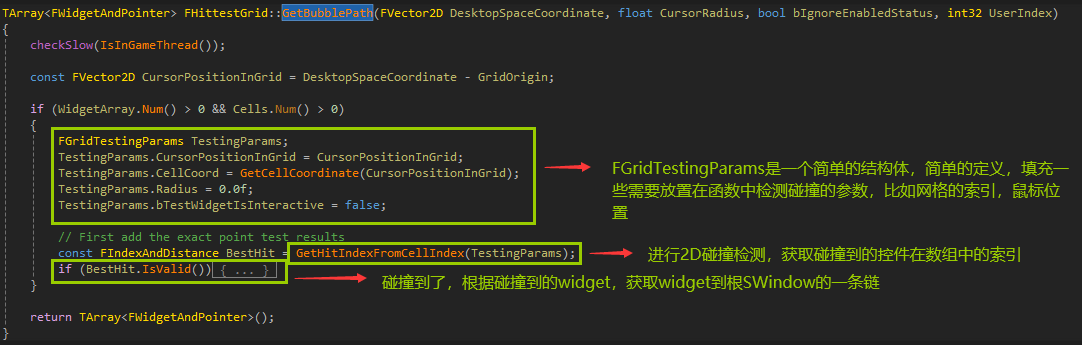 TArray<FWidgetAndPointer> FHittestGrid::GetBubblePath(FVector2D DesktopSpaceCoordinate, float CursorRadius, bool bIgnoreEnabledStatus, int32 UserIndex)
{
checkSlow(IsInGameThread());
const FVector2D CursorPositionInGrid = DesktopSpaceCoordinate - GridOrigin;
if (WidgetArray.Num() > 0 && Cells.Num() > 0)
{
FGridTestingParams TestingParams;
TestingParams.CursorPositionInGrid = CursorPositionInGrid;
TestingParams.CellCoord = GetCellCoordinate(CursorPositionInGrid);
TestingParams.Radius = 0.0f;
TestingParams.bTestWidgetIsInteractive = false;
FGridTestingParams是一个简单的结构体，简单的定义，填充一
些需要放置在函数中检测碰撞的参数，比如网格的索引，鼠标位
置
// First add the exact point test results
const FIndexAndDistance BestHit = GetHitIndexFromCellIndex(TestingParams);
进行2D碰撞检测，获取碰撞到的控件在数组中的索引
if (BestHit.IsValid()) { ... }
碰撞到了，根据碰撞到的widget，获取widget到根SWindow的一条链
}
return TArray<FWidgetAndPointer>();
}